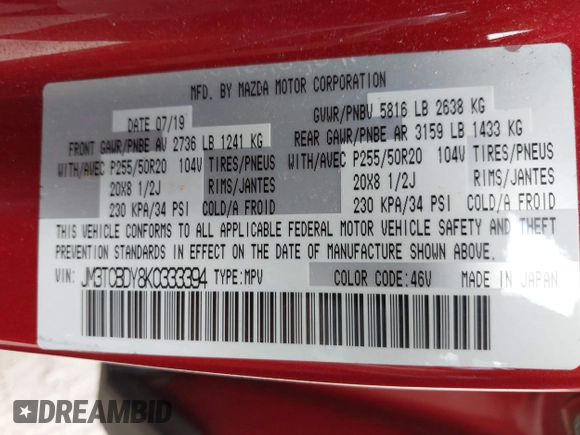 MFD. BY MAZDA MOTOR CORPORATION
DATE 07/19 GVWR/PNBV 5816 LB 2638 KG
FRONT GAWR/PNBE AV 2736 LB 1241 KG REAR GAWR/PNBE AR 3159 LB 1433 KG
WITH/AVEC P255/50R20 104V TIRES/PNEUS WITH/AVEC P255/50R20 104V TIRES/PNEUS
20X8 1/2J RIMS/JANTES 20X8 1/2J RIMS/JANTES
230 KPA/34 PSI COLD/A FROID 230 KPA/34 PSI COLD/A FROID
THIS VEHICLE CONFORMS TO ALL APPLICABLE FEDERAL MOTOR VEHICLE SAFETY AND THEFT
PREVENTION STANDARDS IN EFFECT ON THE DATE OF MANUFACTURE SHOWN ABOVE.
VIN: JM3TCBDY8K0333394 TYPE:MPV COLOR CODE:46V MADE IN JAPAN
DREAMBID